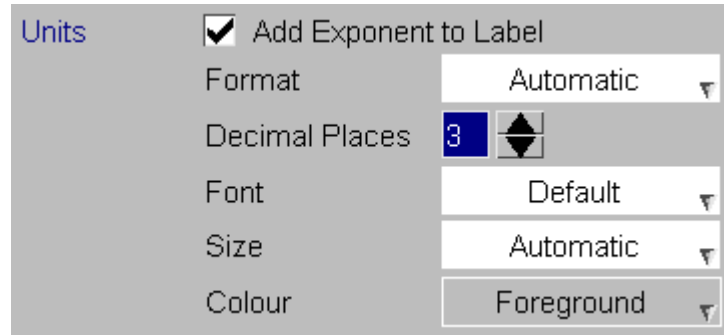 Units Add Exponent to Label
Format Automatic
Decimal Places 3
Font Default
Size Automatic
Colour Foreground